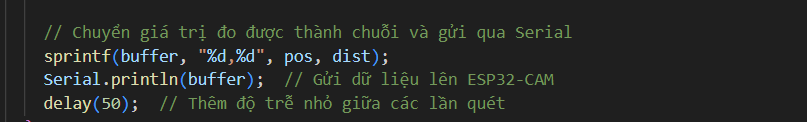 // Chuyển giá trị đo được thành chuỗi và gửi qua Serial
sprintf(buffer, "%d,%d", pos, dist);
Serial.println(buffer);  // Gửi dữ liệu lên ESP32-CAM
delay(50);  // Thêm độ trễ nhỏ giữa các lần quét